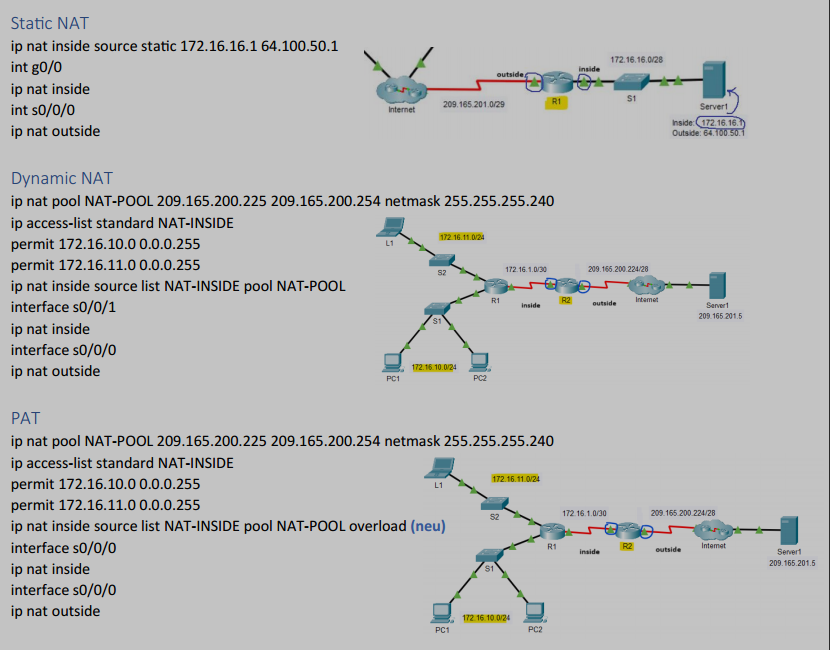 Static NAT
ip nat inside source static 172.16.16.1 64.100.50.1
int g0/0
ip nat inside
int s0/0/0
ip nat outside
172.16.16.0/28
outside
inside
Internet
209.165.201.0/29
R1
S1
Server1
Inside: 172.16.16.1
Outside: 64.100.50.1
Dynamic NAT
ip nat pool NAT-POOL 209.165.200.225 209.165.200.254 netmask 255.255.255.240
ip access-list standard NAT-INSIDE
permit 172.16.10.0 0.0.0.255
permit 172.16.11.0 0.0.0.255
ip nat inside source list NAT-INSIDE pool NAT-POOL
interface s0/0/1
ip nat inside
interface s0/0/0
ip nat outside
L1
172.16.11.0/24
S2
172.16.1.0/30
209.165.200.224/28
R1
inside
R2
outside
Internet
Server1
209.165.201.5
S1
172.16.10.0/24
PC1
PC2
PAT
ip nat pool NAT-POOL 209.165.200.225 209.165.200.254 netmask 255.255.255.240
ip access-list standard NAT-INSIDE
permit 172.16.10.0 0.0.0.255
permit 172.16.11.0 0.0.0.255
ip nat inside source list NAT-INSIDE pool NAT-POOL overload (neu)
interface s0/0/0
ip nat inside
interface s0/0/0
ip nat outside
L1
172.16.11.0/24
S2
172.16.1.0/30
209.165.200.224/28
R1
inside
R2
outside
Internet
Server1
209.165.201.5
S1
172.16.10.0/24
PC1
PC2